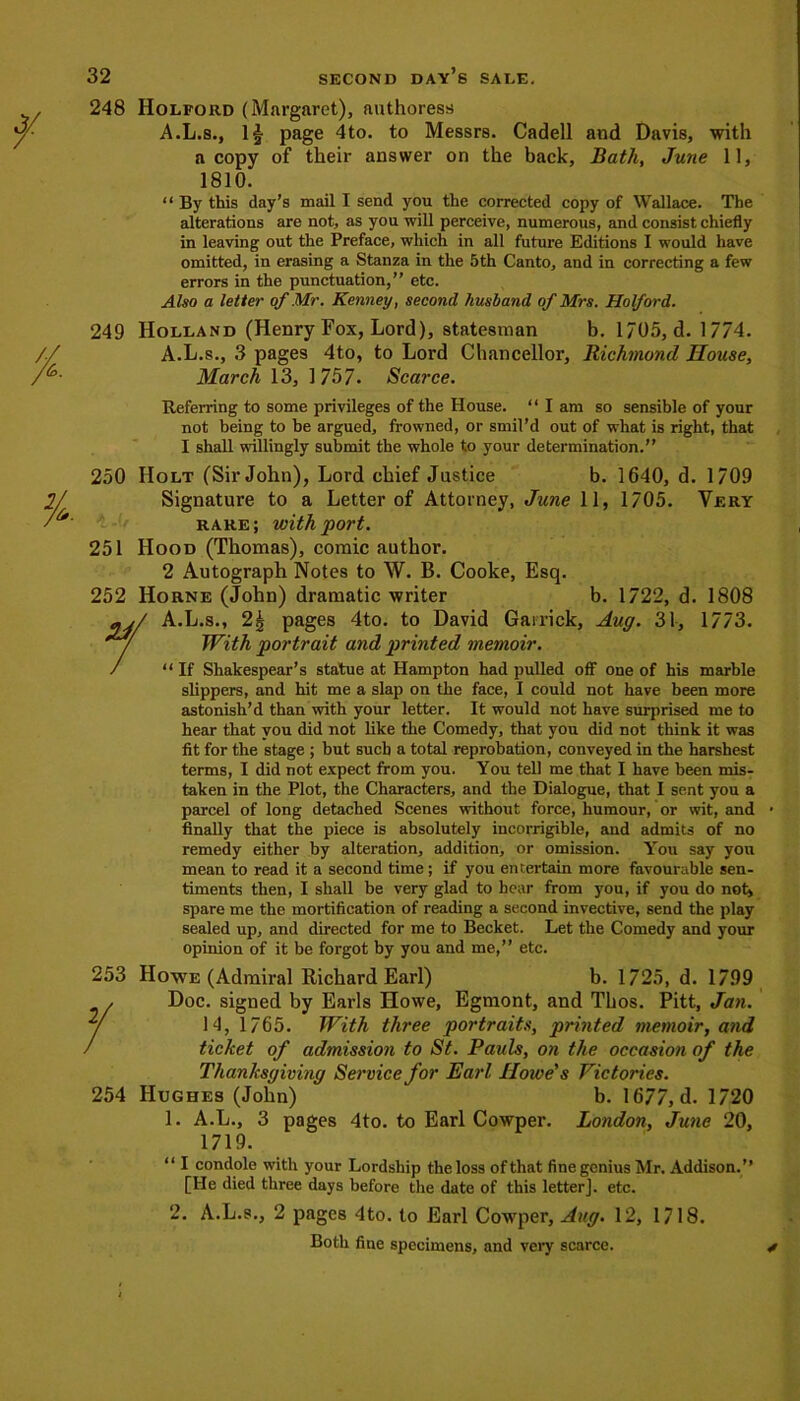 32 SECOND DAY'S SALE.
248 HOLFORD (Margaret), authoress
A.L.s., 1½ page 4to. to Messrs. Cadell and Davis, with
a copy of their answer on the back, Bath, June 11,
1810.
“ By this day's mail I send you the corrected copy of Wallace. The
alterations are not, as you will perceive, numerous, and consist chiefly
in leaving out the Preface, which in all future Editions I would have
omitted, in erasing a Stanza in the 5th Canto, and in correcting a few
errors in the punctuation,” etc.
Also a letter of Mr. Kenney, second husband of Mrs. Holford.
249 HOLLAND (Henry Fox, Lord), statesman b. 1705, d. 1774.
A.L.s., 3 pages 4to, to Lord Chancellor, Richmond House,
March 13, 1757. Scarce.
Referring to some privileges of the House. “ I am so sensible of your
not being to be argued, frowned, or smil'd out of what is right, that
I shall willingly submit the whole to your determination.”
250 HOLT (Sir John), Lord chief Justice b. 1640, d. 1709
Signature to a Letter of Attorney, June 11, 1705. VERY
RARE; with port.
251 HOOD (Thomas), comic author.
2 Autograph Notes to W. B. Cooke, Esq.
252 HORNE (John) dramatic writer b. 1722, d. 1808
A.L.s., 2½ pages 4to. to David Garrick, Aug. 31, 1773.
With portrait and printed memoir.
“ If Shakespear's statue at Hampton had pulled off one of his marble
slippers, and hit me a slap on the face, I could not have been more
astonish'd than with your letter. It would not have surprised me to
hear that you did not like the Comedy, that you did not think it was
fit for the stage ; but such a total reprobation, conveyed in the harshest
terms, I did not expect from you. You tell me that I have been mis-
taken in the Plot, the Characters, and the Dialogue, that I sent you a
parcel of long detached Scenes without force, humour, or wit, and
finally that the piece is absolutely incorrigible, and admits of no
remedy either by alteration, addition, or omission. You say you
mean to read it a second time ; if you entertain more favourable sen-
timents then, I shall be very glad to hear from you, if you do not,
spare me the mortification of reading a second invective, send the play
sealed up, and directed for me to Becket. Let the Comedy and your
opinion of it be forgot by you and me,” etc.
253 HOWE (Admiral Richard Earl) b. 1725, d. 1799
Doc. signed by Earls Howe, Egmont, and Thos. Pitt, Jan.
14, 1765. With three portraits, printed memoir, and
ticket of admission to St. Pauls, on the occasion of the
Thanksgiving Service for Earl Howe's Victories.
254 HUGHES (John) b. 1677, d. 1720
1. A.L., 3 pages 4to. to Earl Cowper. London, June 20,
1719.
“ I condole with your Lordship the loss of that fine genius Mr. Addison.”
[He died three days before the date of this letter]. etc.
2. A.L.s., 2 pages 4to. to Earl Cowper, Aug. 12, 1718.
Both fine specimens, and very scarce.